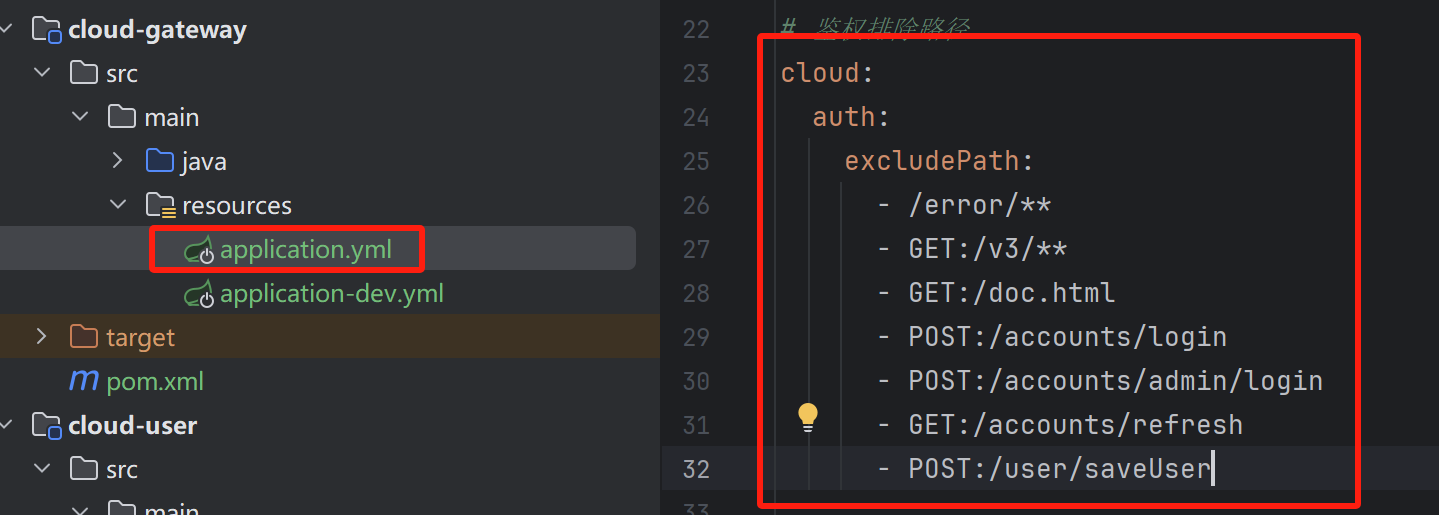 cloud-gateway
src
main
java
resources
application.yml
application-dev.yml
target
pom.xml
cloud-user
src
main
22 # 鉴权排除路径
23 cloud:
24 auth:
25 excludePath:
26 - /error/**
27 - GET:/v3/**
28 - GET:/doc.html
29 - POST:/accounts/login
30 - POST:/accounts/admin/login
31 - GET:/accounts/refresh
32 - POST:/user/saveUser
33